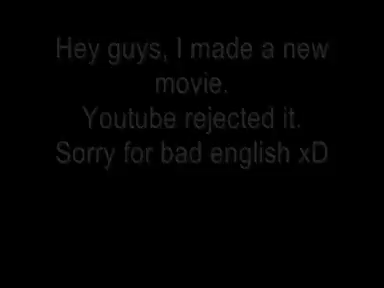 Hey guys, I made a new
movie.
Youtube rejected it.
Sorry for bad english xD